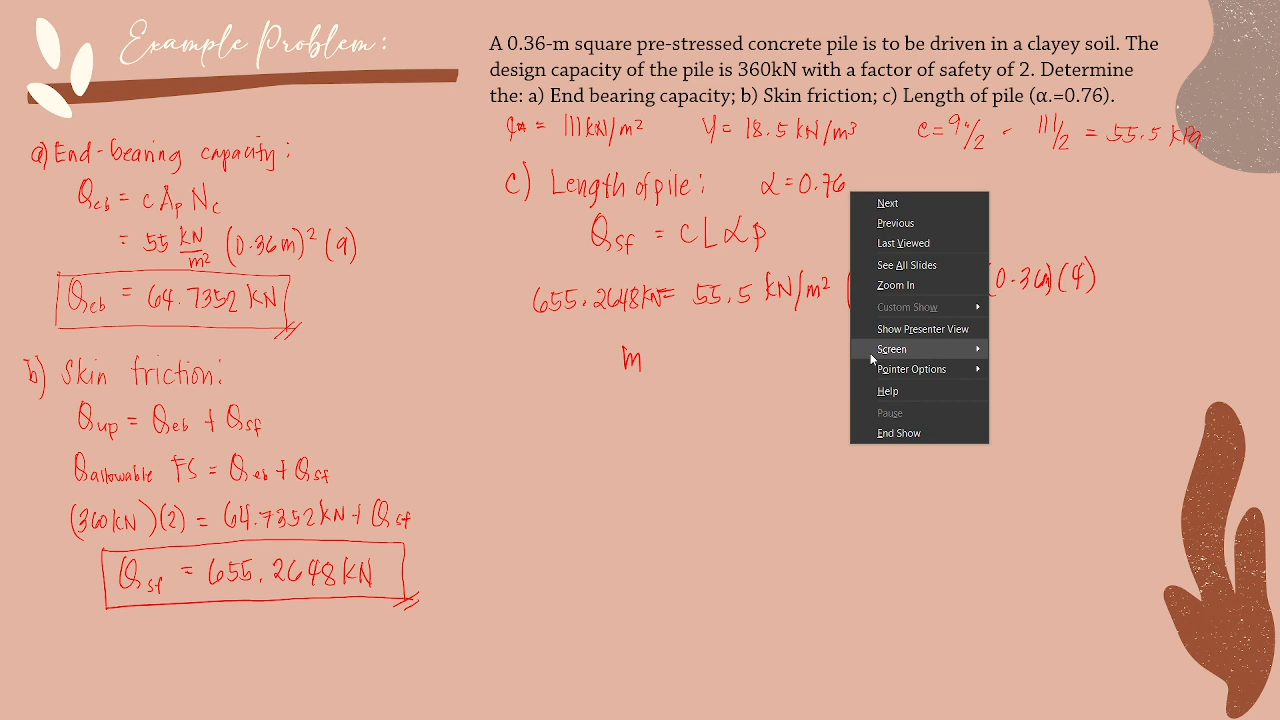 Example Problem:
A 0.36-m square pre-stressed concrete pile is to be driven in a clayey soil. The
design capacity of the pile is 360kN with a factor of safety of 2. Determine
the: a) End bearing capacity; b) Skin friction; c) Length of pile (α.=0.76).
= 111 kN/m² γ = 18.5 kN/m³ c = qu/2 = 111/2 = 55.5 kPa
a) End-bearing capacity:
Qeb = c Ap Nc
= 55 kN/m² (0.36m)² (9)
Qeb = 64.7352 kN
b) Skin friction:
Qup = Qeb + Qsf
Qallowable FS = Qeb + Qsf
(360kN)(2) = 64.7352kN + Qsf
Qsf = 655.2648 kN
c) Length of pile: α = 0.76
Qsf = c L α p
655.2648kN = 55.5 kN/m² ( 0.36m)(4)
m
Next
Previous
Last Viewed
See All Slides
Zoom In
Custom Show
Show Presenter View
Screen
Pointer Options
Help
Pause
End Show